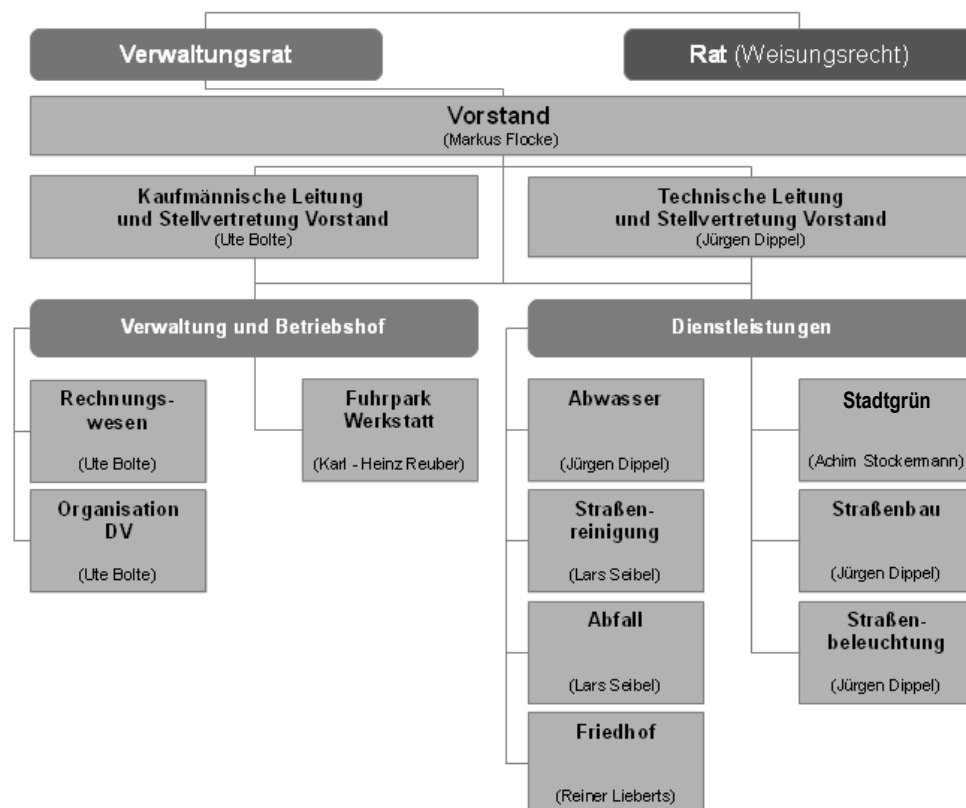 Verwaltungsrat
Rat (Weisungsrecht)
Vorstand
(Markus Flocke)
Kaufmännische Leitung
und Stellvertretung Vorstand
(Ute Bolte)
Technische Leitung
und Stellvertretung Vorstand
(Jürgen Dippel)
Verwaltung und Betriebshof
Dienstleistungen
Rechnungs-
wesen
(Ute Bolte)
Fuhrpark
Werkstatt
(Karl - Heinz Reuber)
Abwasser
(Jürgen Dippel)
Stadtgrün
(Achim Stockermann)
Organisation
DV
(Ute Bolte)
Straßen-
reinigung
(Lars Seibel)
Straßenbau
(Jürgen Dippel)
Abfall
(Lars Seibel)
Straßen-
beleuchtung
(Jürgen Dippel)
Friedhof
(Reiner Lieberts)